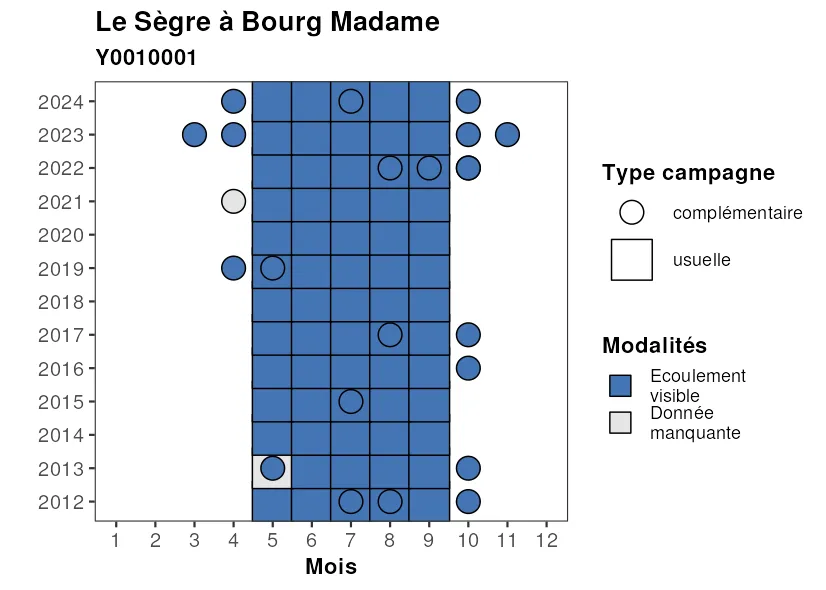 Le Sègre à Bourg Madame
Y0010001
2024
2023
2022
2021
2020
2019
2018
2017
2016
2015
2014
2013
2012
1 2 3 4 5 6 7 8 9 10 11 12
Mois
Type campagne
complémentaire
usuelle
Modalités
Ecoulement
visible
Donnée
manquante